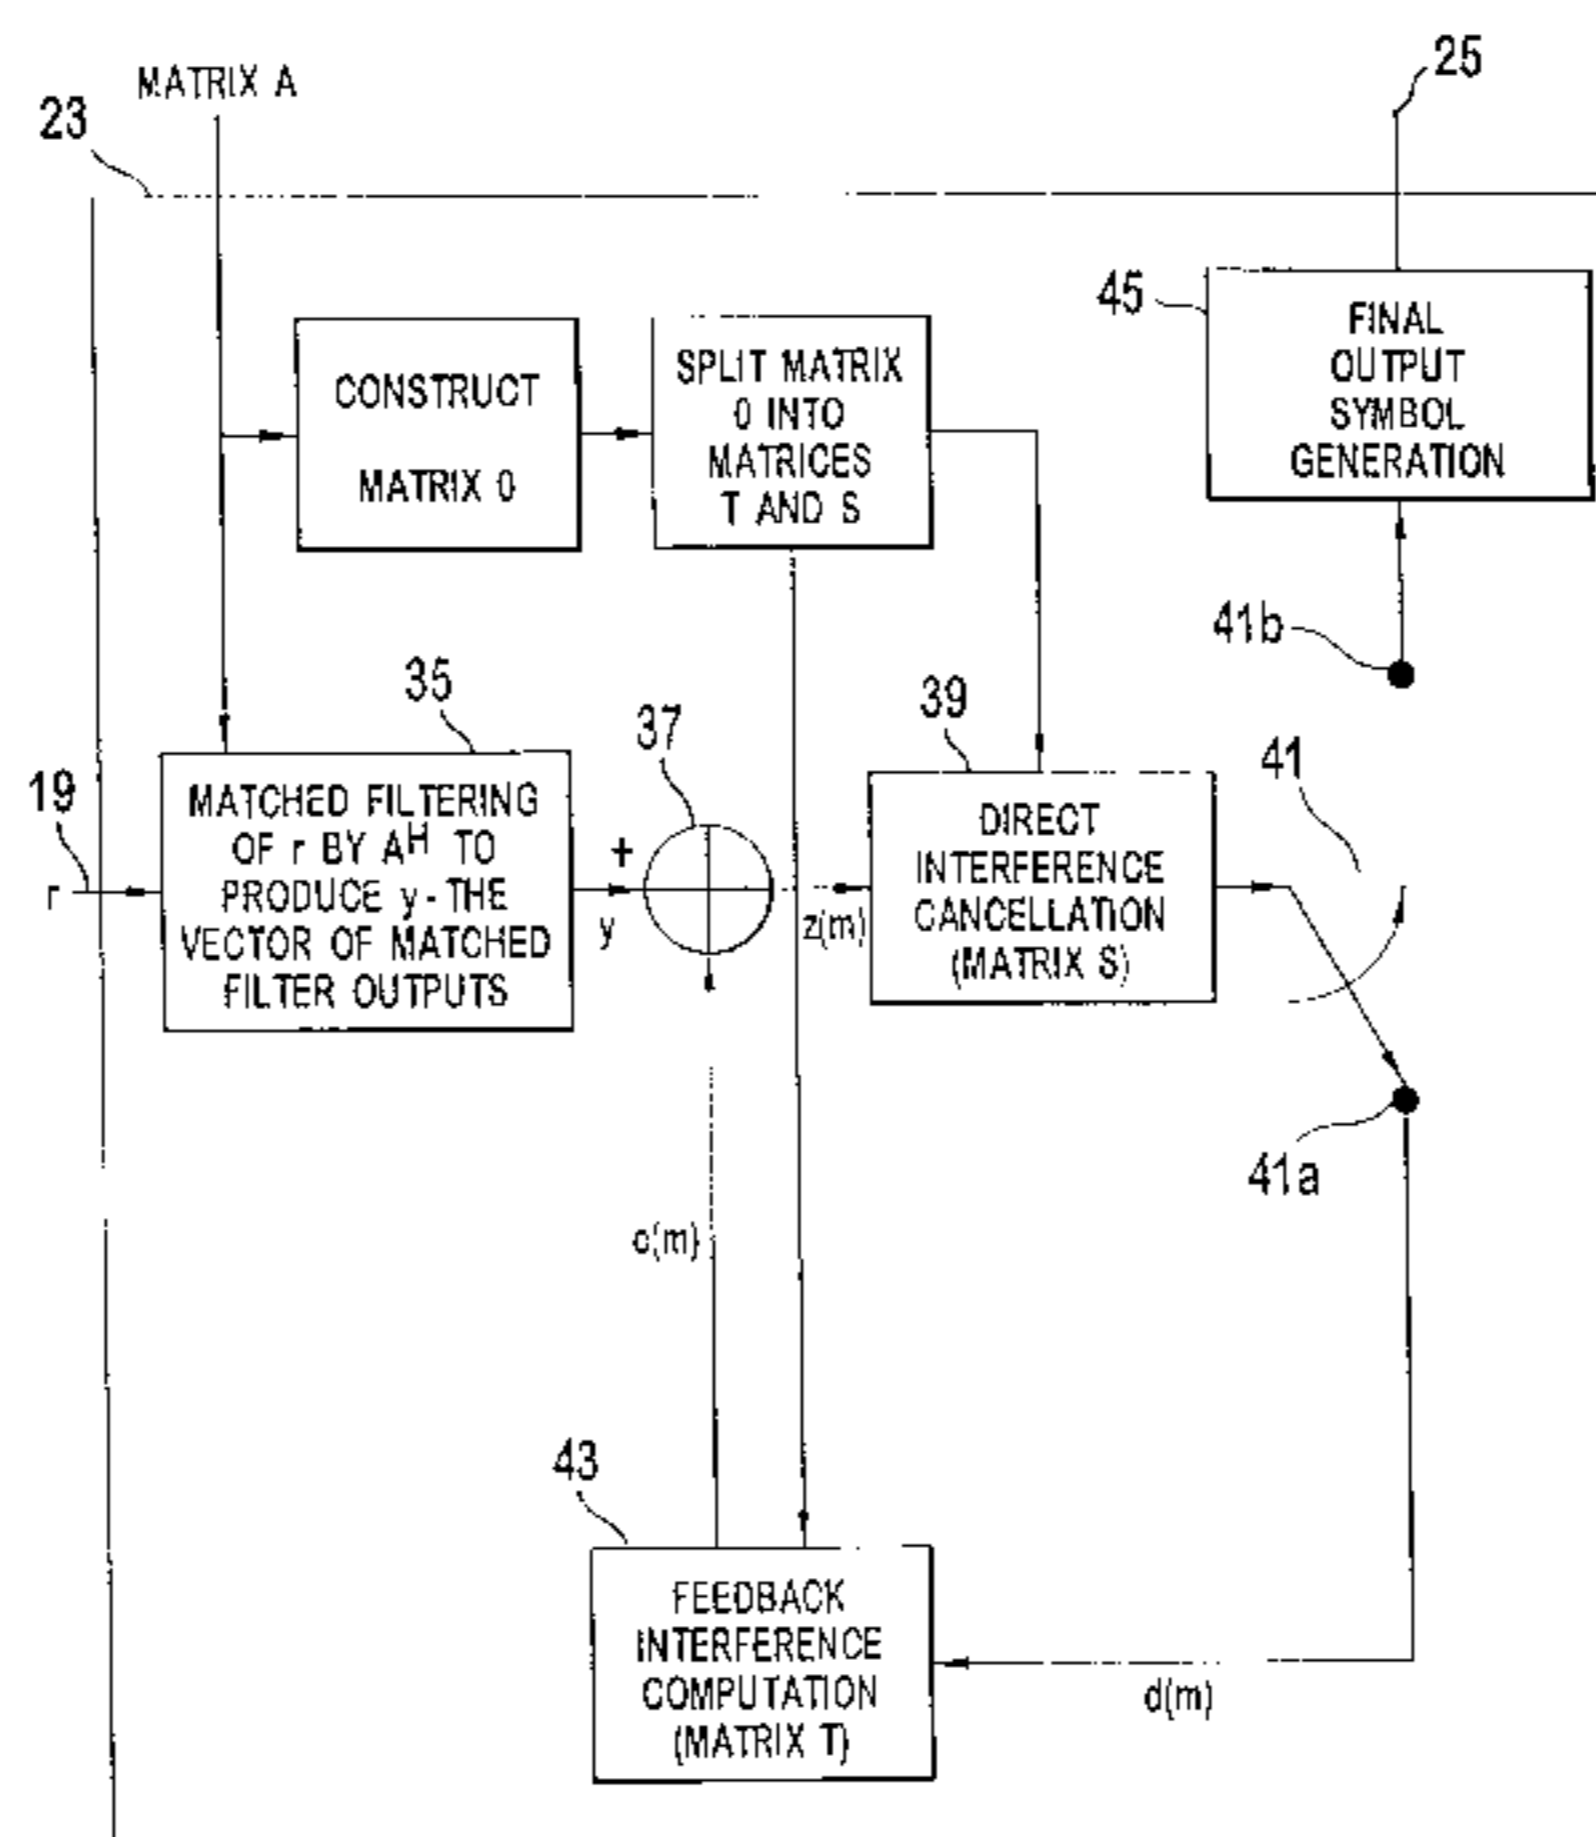 MATRIX A
23
25
45
FINAL
OUTPUT
SYMBOL
GENERATION
CONSTRUCT
MATRIX 0
SPLIT MATRIX
0 INTO
MATRICES
T AND S
41b
35
37
39
41
19
r
MATCHED FILTERING
OF r BY AH TO
PRODUCE y - THE
VECTOR OF MATCHED
FILTER OUTPUTS
+
y
z(m)
DIRECT
INTERFERENCE
CANCELLATION
(MATRIX S)
41a
c(m)
43
FEEDBACK
INTERFERENCE
COMPUTATION
(MATRIX T)
d(m)